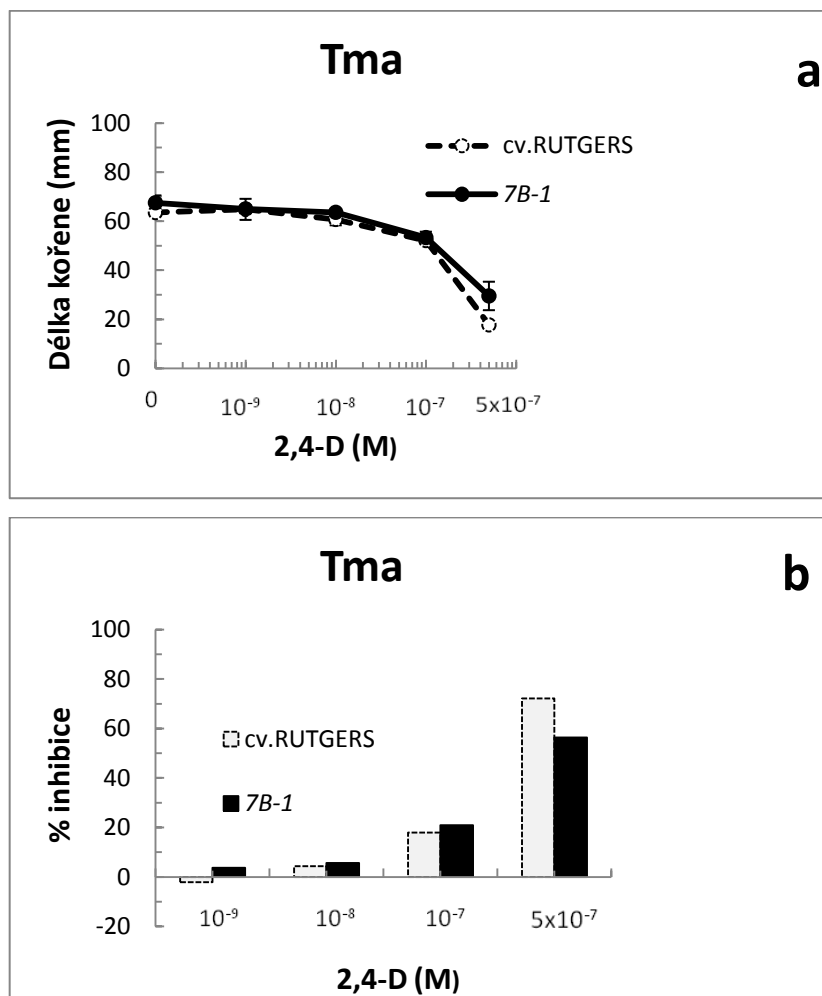 Tma
a
Délka kořene (mm)
100
80
60
40
20
0
cv.RUTGERS
7B-1
0 10⁻⁹ 10⁻⁸ 10⁻⁷ 5x10⁻⁷
2,4-D (M)
Tma
b
% inhibice
100
80
60
40
20
0
-20
cv.RUTGERS
7B-1
10⁻⁹ 10⁻⁸ 10⁻⁷ 5x10⁻⁷
2,4-D (M)